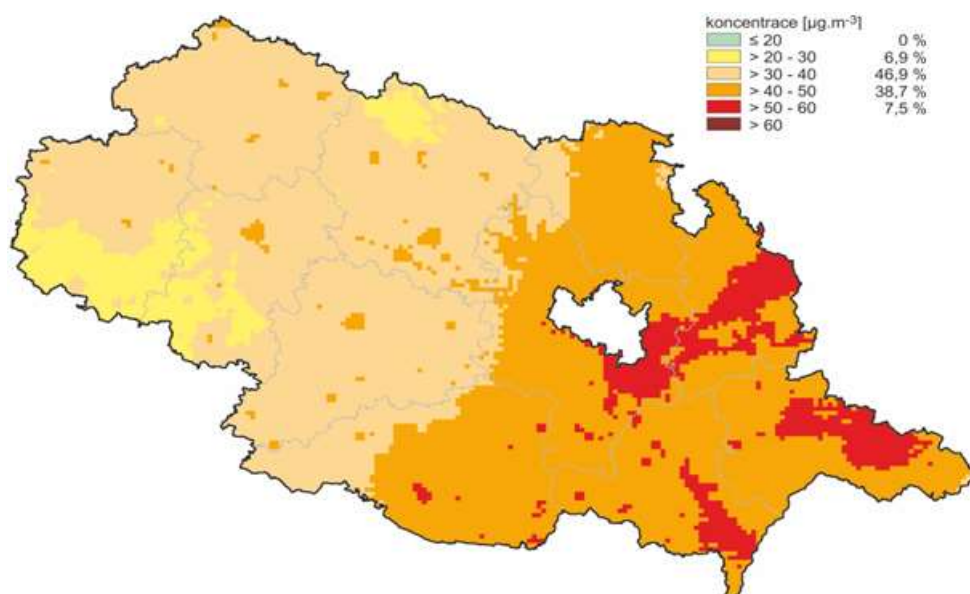 koncentrace [µg.m⁻³]
≤ 20 0 %
> 20 - 30 6,9 %
> 30 - 40 46,9 %
> 40 - 50 38,7 %
> 50 - 60 7,5 %
> 60